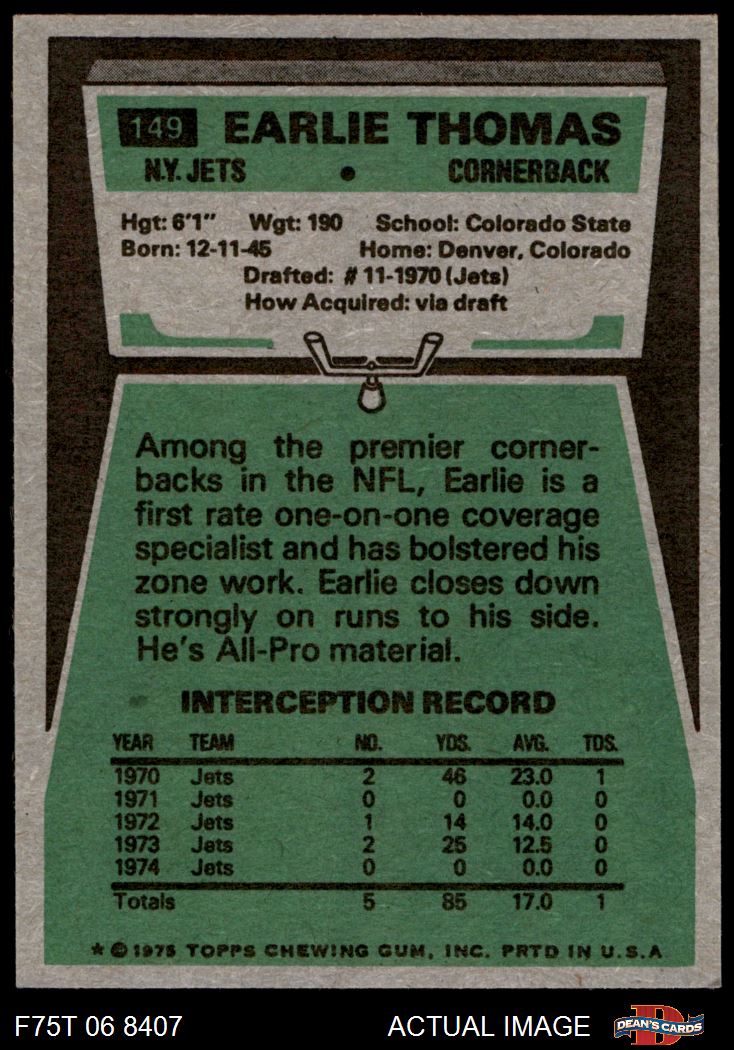 149 EARLIE THOMAS
N.Y. JETS • CORNERBACK
Hgt: 6'1" Wgt: 190 School: Colorado State
Born: 12-11-45 Home: Denver, Colorado
Drafted: #11-1970 (Jets)
How Acquired: via draft
Among the premier corner-
backs in the NFL, Earlie is a
first rate one-on-one coverage
specialist and has bolstered his
zone work. Earlie closes down
strongly on runs to his side.
He's All-Pro material.
INTERCEPTION RECORD
YEAR TEAM NO. YDS. AVG. TDS.
1970 Jets 2 46 23.0 1
1971 Jets 0 0 0.0 0
1972 Jets 1 14 14.0 0
1973 Jets 2 25 12.5 0
1974 Jets 0 0 0.0 0
Totals 5 85 17.0 1
* © 1975 TOPPS CHEWING GUM, INC. PRTD IN U.S.A
F75T 06 8407 ACTUAL IMAGE D DEAN'S CARDS